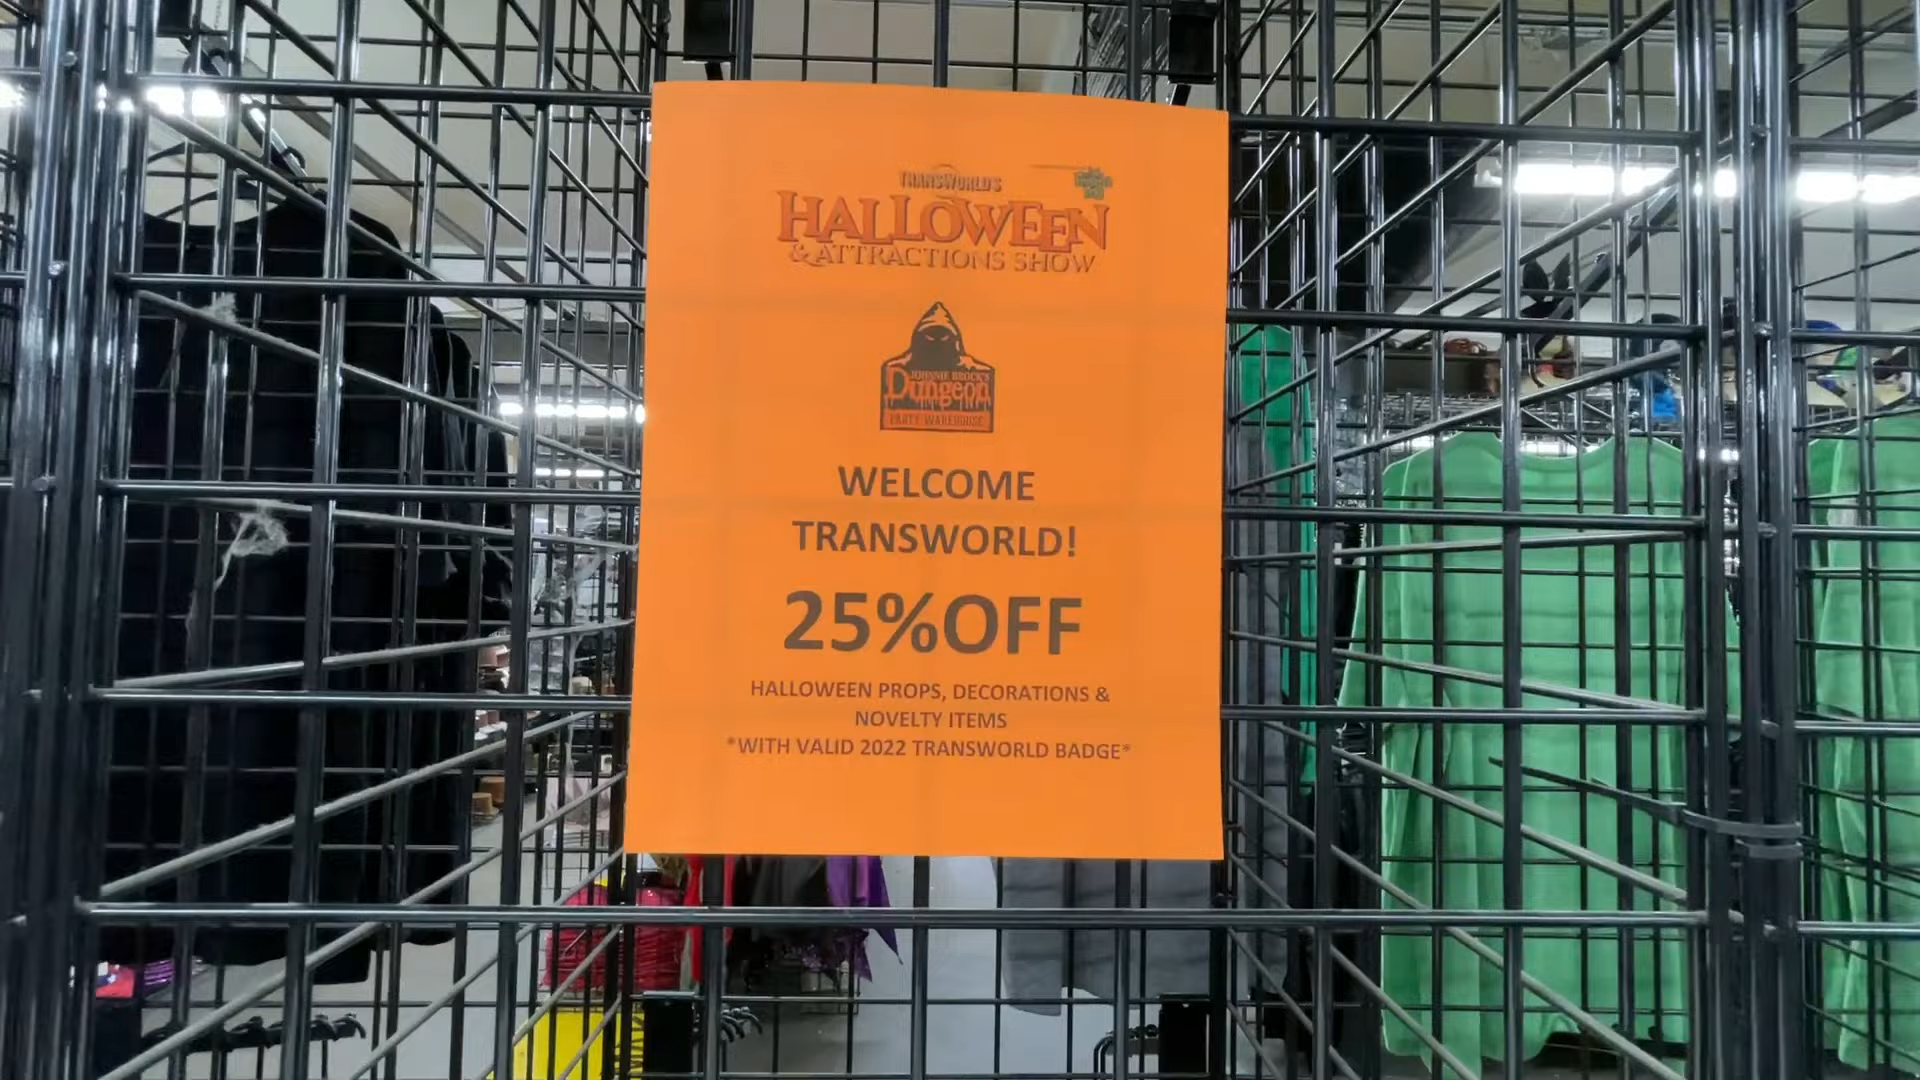 TRANSWORLD'S
HALLOWEEN
& ATTRACTIONS SHOW
JOHNNIE BROCK'S
Dungeon
PARTY WAREHOUSE
WELCOME
TRANSWORLD!
25%OFF
HALLOWEEN PROPS, DECORATIONS &
NOVELTY ITEMS
*WITH VALID 2022 TRANSWORLD BADGE*